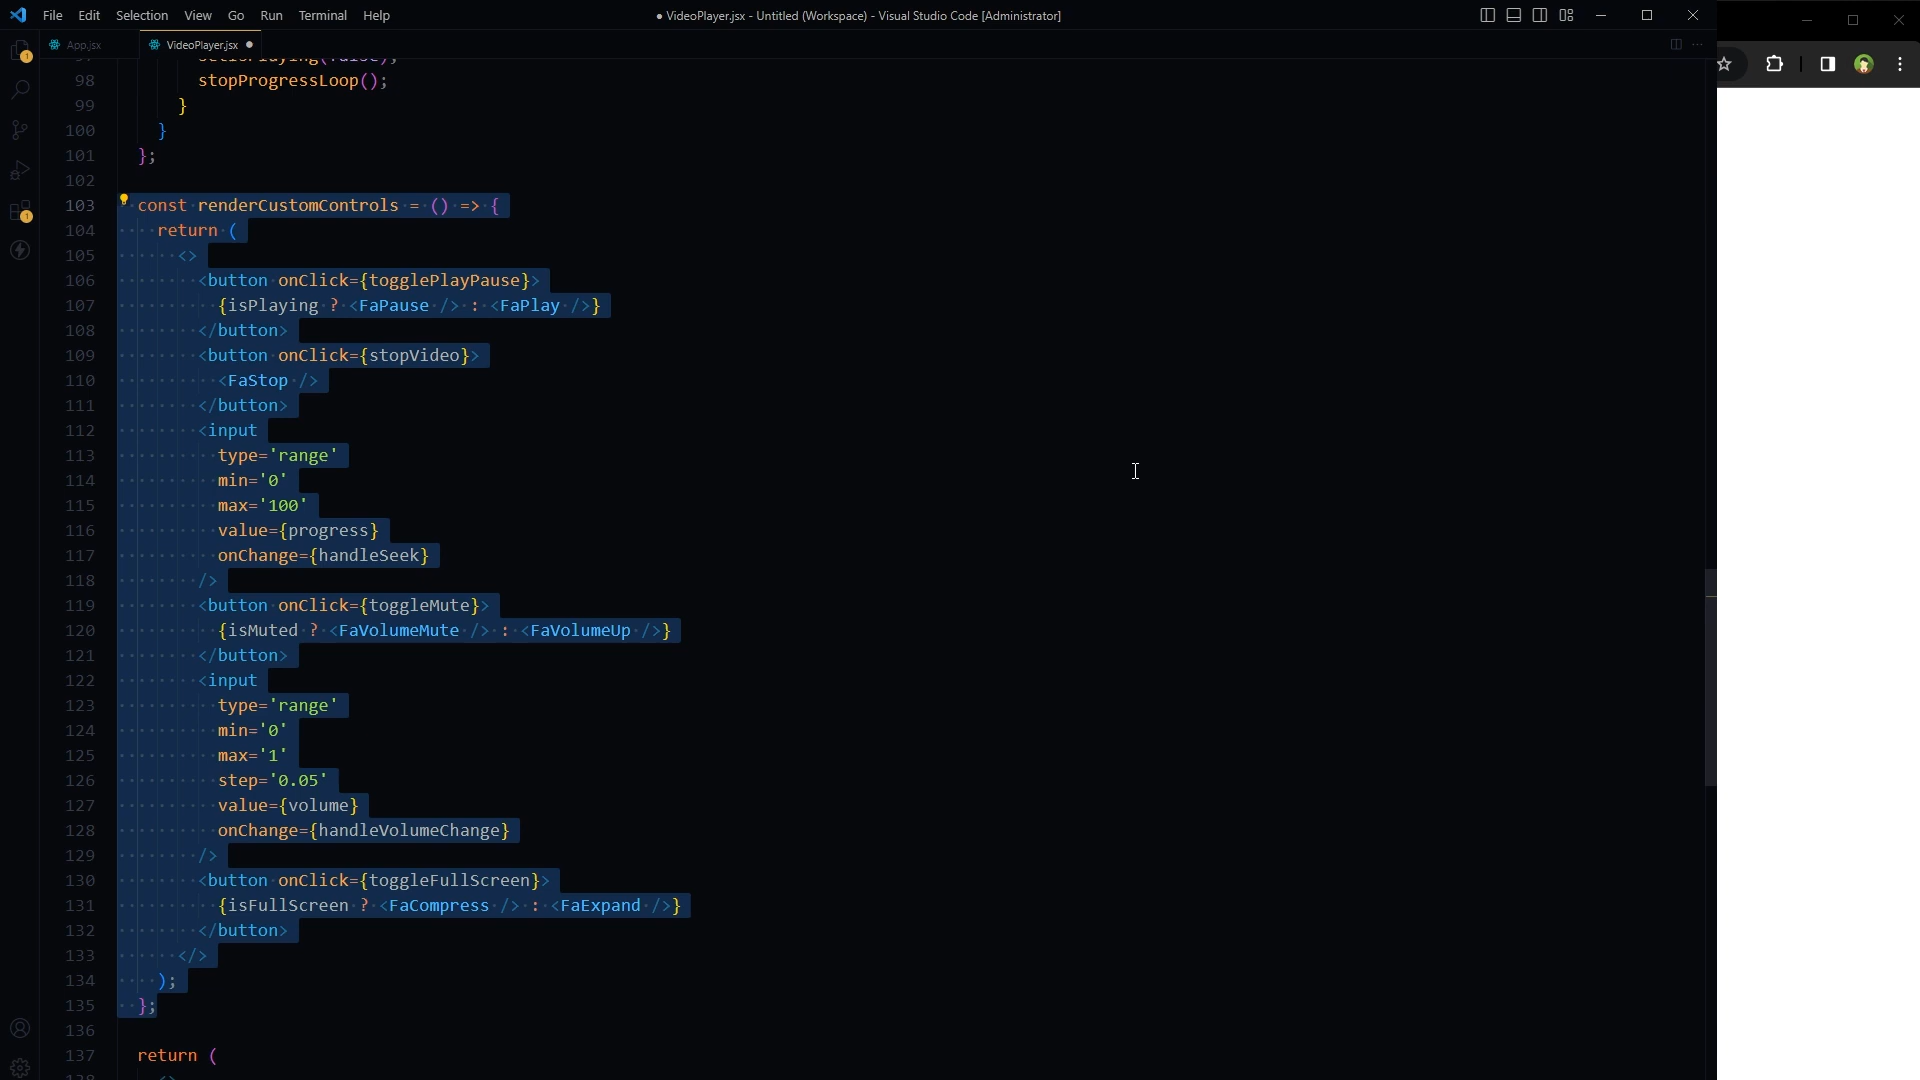 File Edit Selection View Go Run Terminal Help
● VideoPlayer.jsx - Untitled (Workspace) - Visual Studio Code [Administrator]
App.jsx VideoPlayer.jsx
98 stopProgressLoop();
99 }
100 }
101 };
102
103 const renderCustomControls = () => {
104 return (
105 <>
106 <button onClick={togglePlayPause}>
107 {isPlaying ? <FaPause /> : <FaPlay />}
108 </button>
109 <button onClick={stopVideo}>
110 <FaStop />
111 </button>
112 <input
113 type='range'
114 min='0'
115 max='100'
116 value={progress}
117 onChange={handleSeek}
118 />
119 <button onClick={toggleMute}>
120 {isMuted ? <FaVolumeMute /> : <FaVolumeUp />}
121 </button>
122 <input
123 type='range'
124 min='0'
125 max='1'
126 step='0.05'
127 value={volume}
128 onChange={handleVolumeChange}
129 />
130 <button onClick={toggleFullScreen}>
131 {isFullScreen ? <FaCompress /> : <FaExpand />}
132 </button>
133 </>
134 );
135 };
136
137 return (